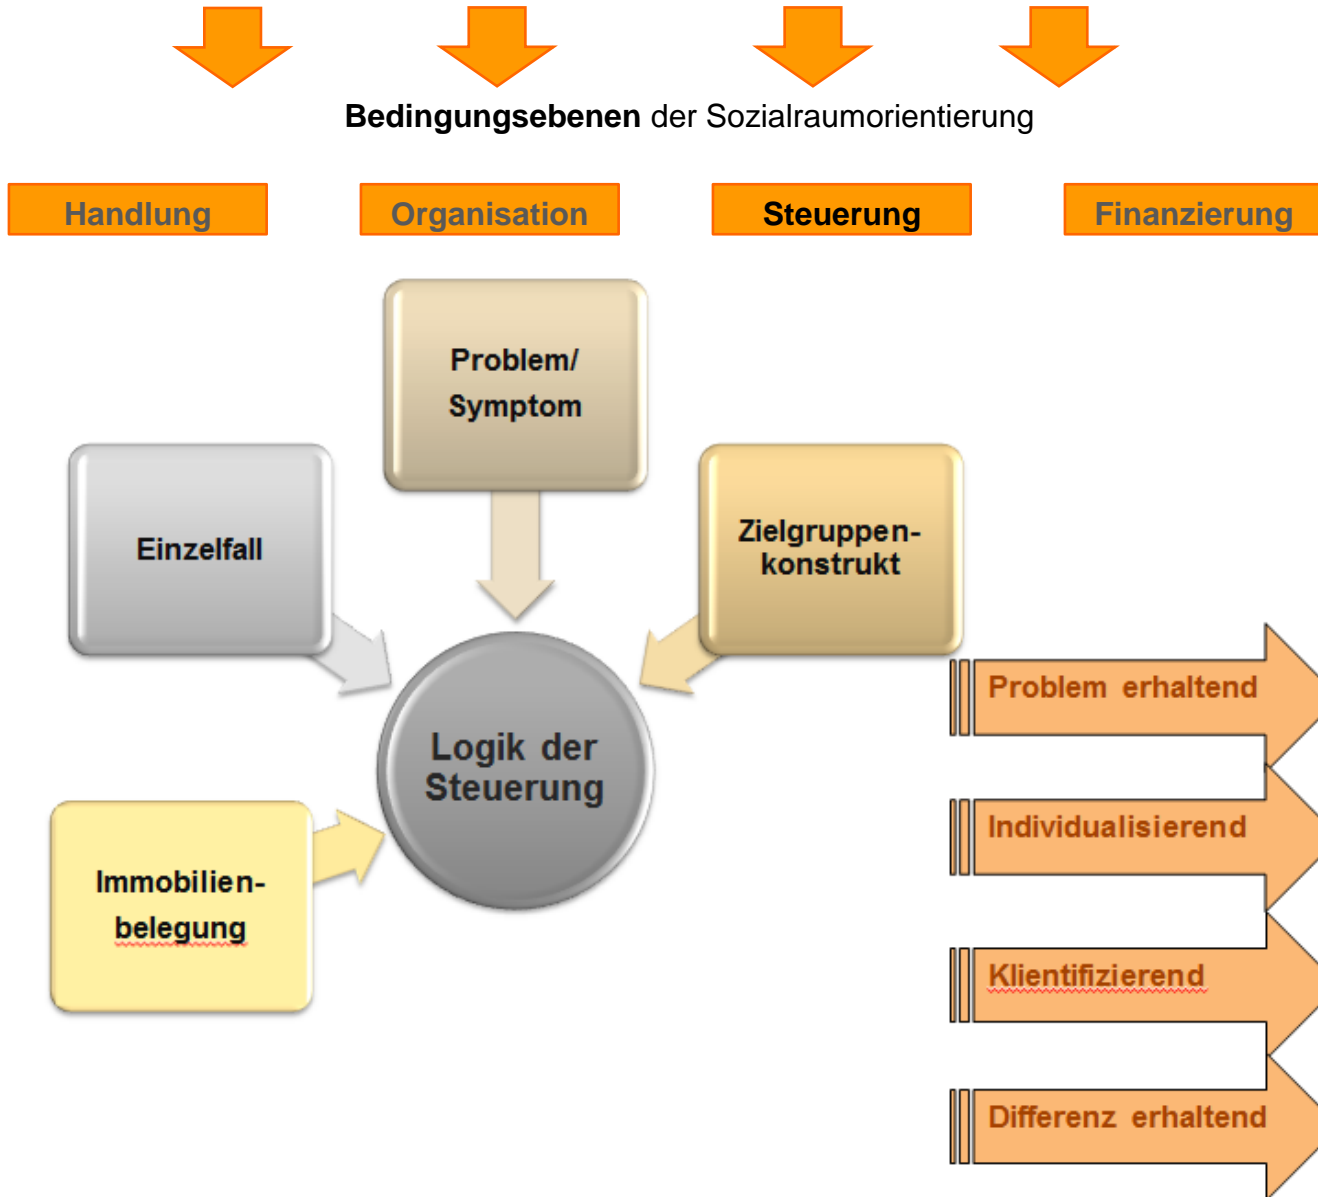 Bedingungsebenen der Sozialraumorientierung
Handlung
Organisation
Steuerung
Finanzierung
Problem/
Symptom
Einzelfall
Zielgruppen-
konstrukt
Logik der
Steuerung
Immobilien-
belegung
Problem erhaltend
Individualisierend
Klientifizierend
Differenz erhaltend